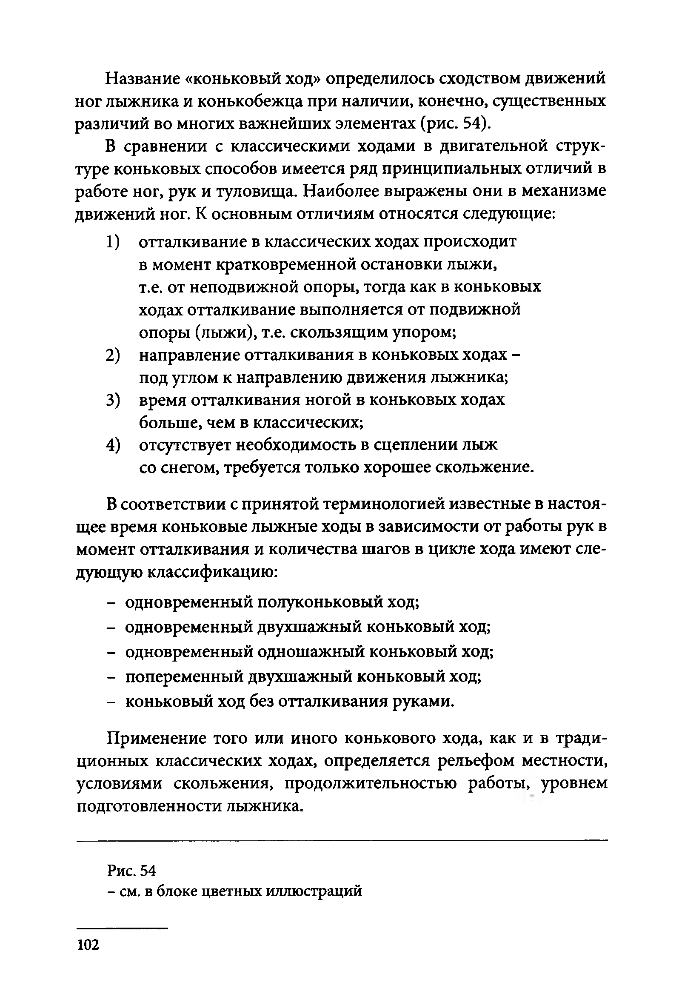 Название «коньковый ход» определилось сходством движений
ног лыжника и конькобежца при наличии, конечно, существенных
различий во многих важнейших элементах (рис. 54).
В сравнении с классическими ходами в двигательной струк-
туре коньковых способов имеется ряд принципиальных отличий в
работе ног, рук и туловища. Наиболее выражены они в механизме
движений ног. К основным отличиям относятся следующие:
1) отталкивание в классических ходах происходит
в момент кратковременной остановки лыжи,
т.е. от неподвижной опоры, тогда как в коньковых
ходах отталкивание выполняется от подвижной
опоры (лыжи), т.е. скользящим упором;
2) направление отталкивания в коньковых ходах –
под углом к направлению движения лыжника;
3) время отталкивания ногой в коньковых ходах
больше, чем в классических;
4) отсутствует необходимость в сцеплении лыж
со снегом, требуется только хорошее скольжение.
В соответствии с принятой терминологией известные в настоя-
щее время коньковые лыжные ходы в зависимости от работы рук в
момент отталкивания и количества шагов в цикле хода имеют сле-
дующую классификацию:
– одновременный полуконьковый ход;
– одновременный двухшажный коньковый ход;
– одновременный одношажный коньковый ход;
– попеременный двухшажный коньковый ход;
– коньковый ход без отталкивания руками.
Применение того или иного конькового хода, как и в тради-
ционных классических ходах, определяется рельефом местности,
условиями скольжения, продолжительностью работы, уровнем
подготовленности лыжника.
Рис. 54
– см. в блоке цветных иллюстраций
102